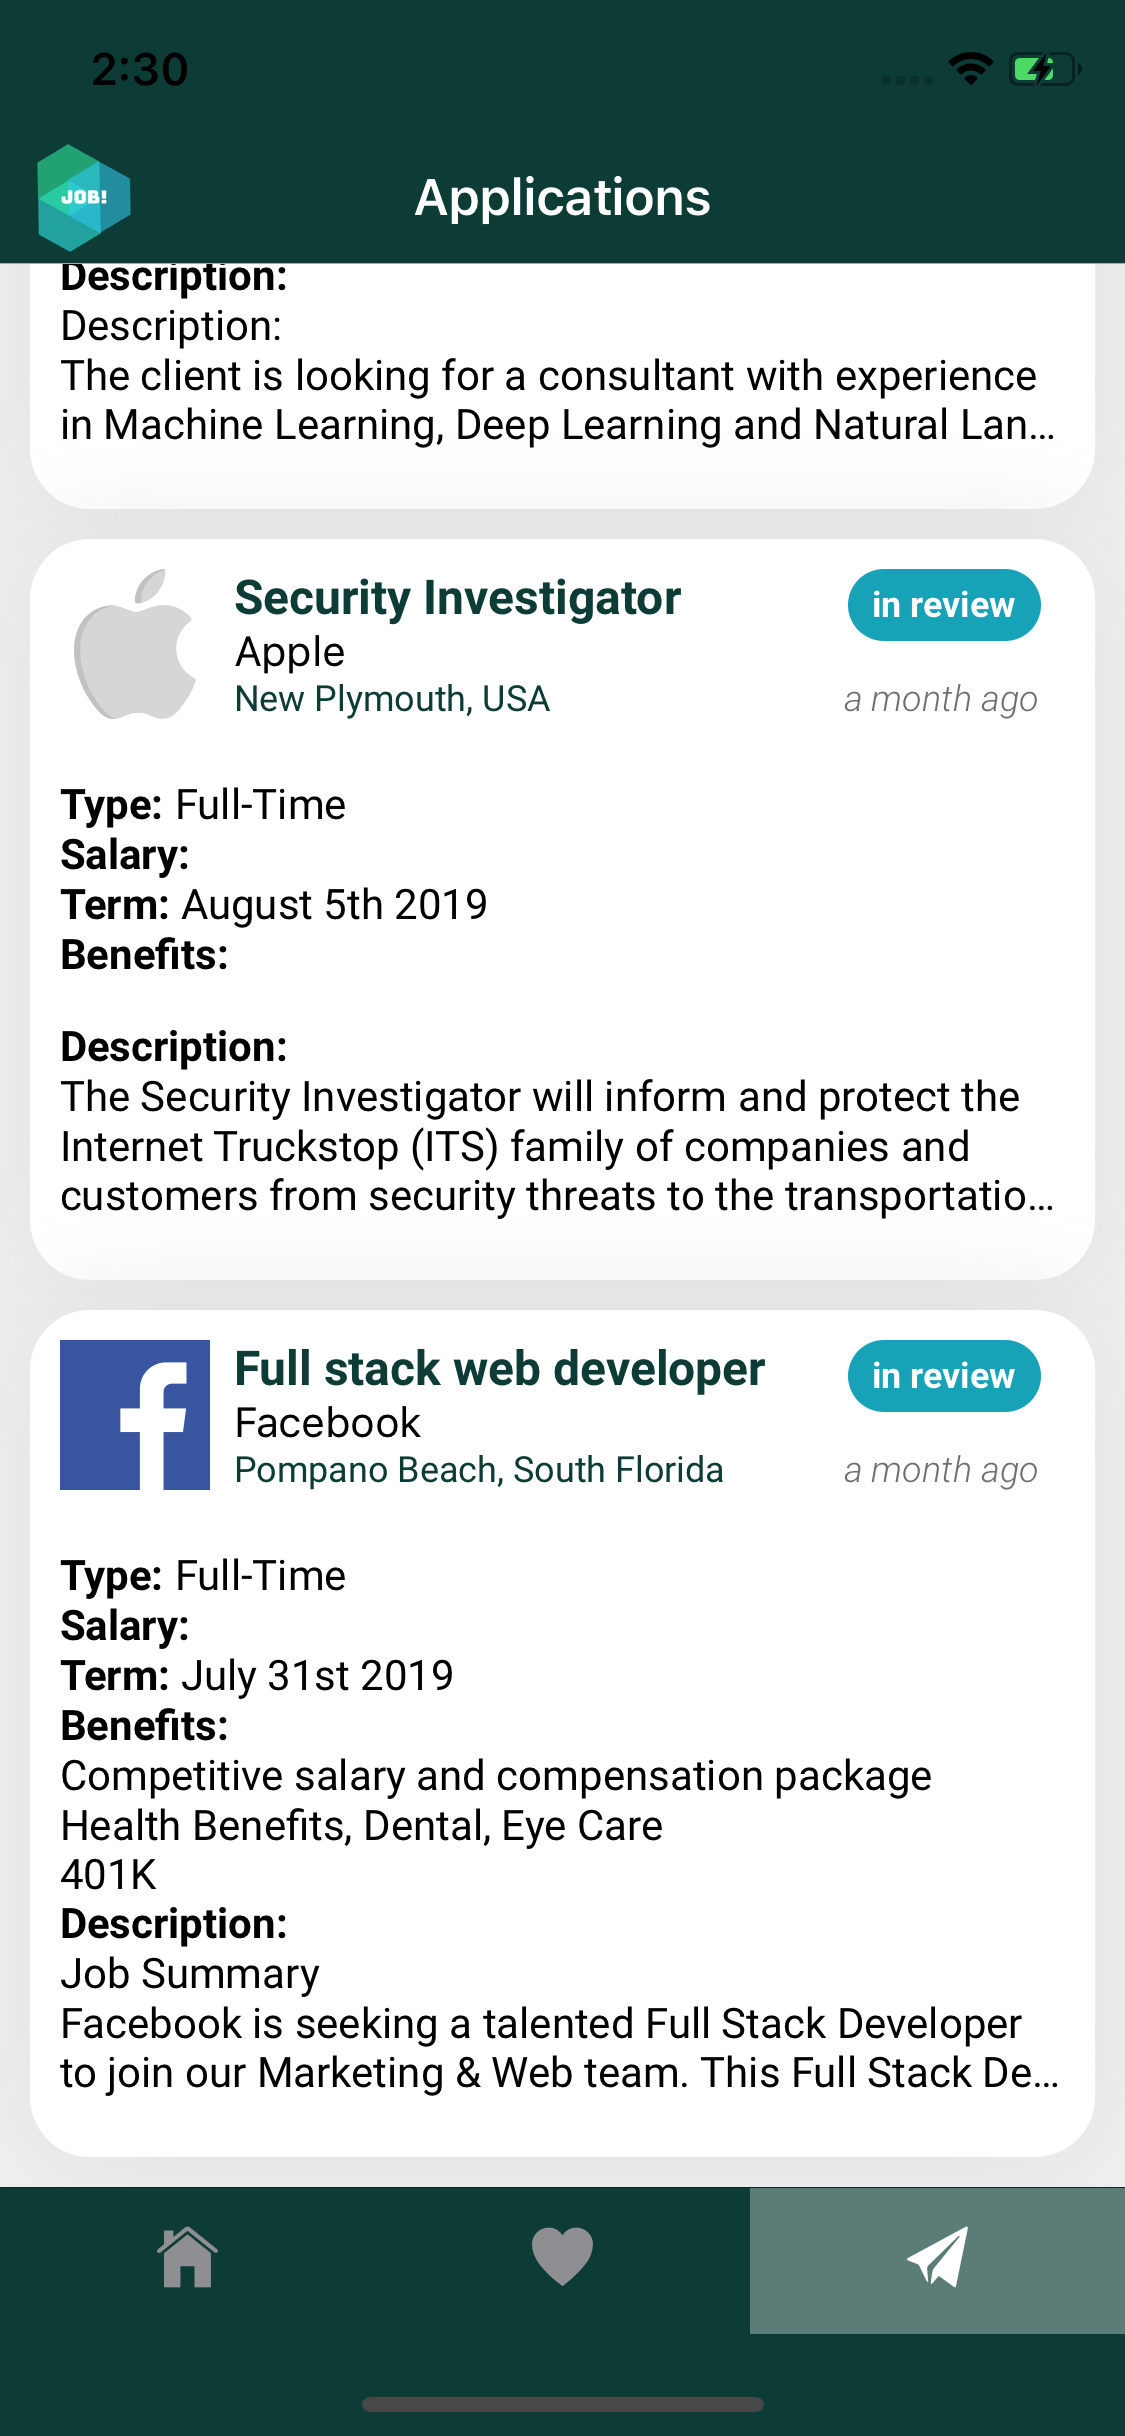 2:30
JOB!
Applications
Description:
Description:
The client is looking for a consultant with experience
in Machine Learning, Deep Learning and Natural Lan...
Security Investigator
in review
Apple
New Plymouth, USA
a month ago
Type: Full-Time
Salary:
Term: August 5th 2019
Benefits:
Description:
The Security Investigator will inform and protect the
Internet Truckstop (ITS) family of companies and
customers from security threats to the transportatio...
Full stack web developer
in review
Facebook
Pompano Beach, South Florida
a month ago
Type: Full-Time
Salary:
Term: July 31st 2019
Benefits:
Competitive salary and compensation package
Health Benefits, Dental, Eye Care
401K
Description:
Job Summary
Facebook is seeking a talented Full Stack Developer
to join our Marketing & Web team. This Full Stack De...